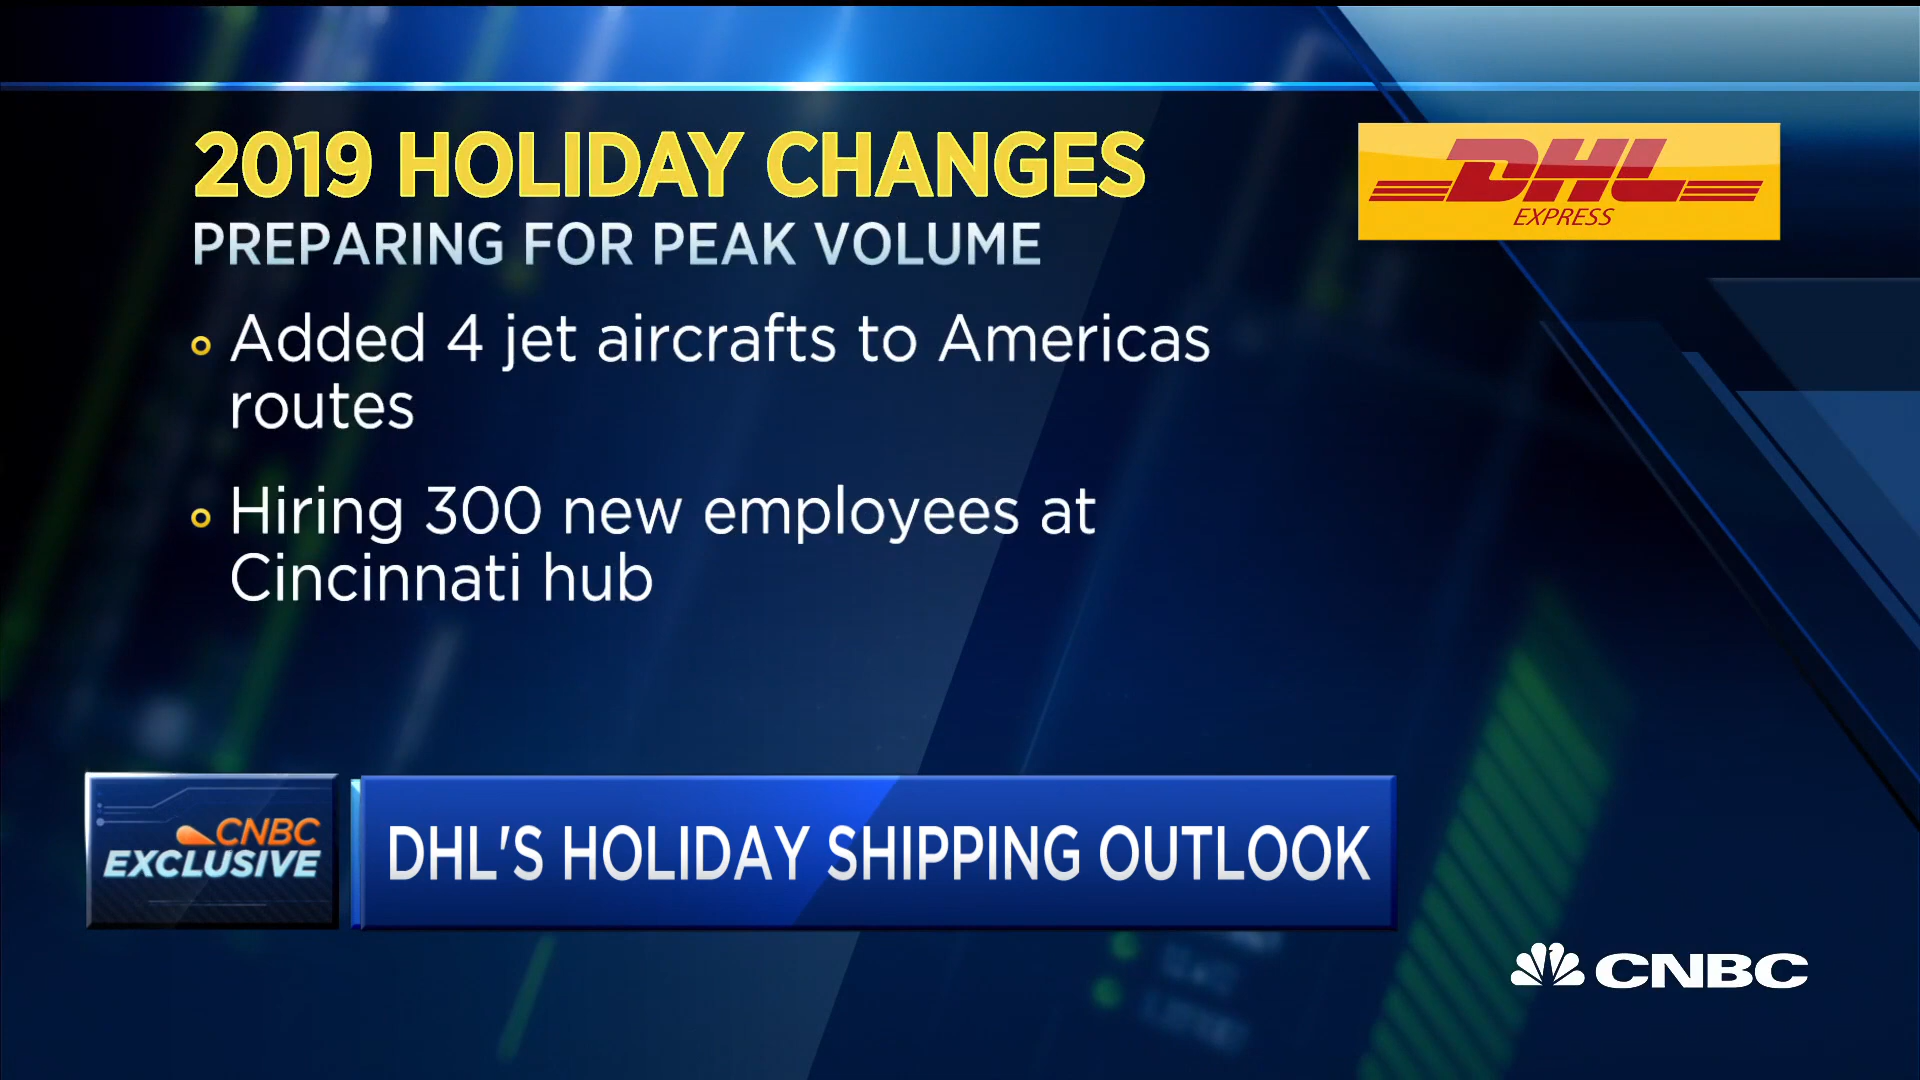 2019 HOLIDAY CHANGES
PREPARING FOR PEAK VOLUME
DHL
EXPRESS
Added 4 jet aircrafts to Americas
routes
Hiring 300 new employees at
Cincinnati hub
CNBC
EXCLUSIVE
DHL'S HOLIDAY SHIPPING OUTLOOK
CNBC